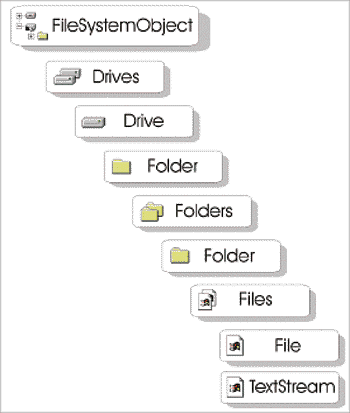 FileSystemObject
Drives
Drive
Folder
Folders
Folder
Files
File
TextStream